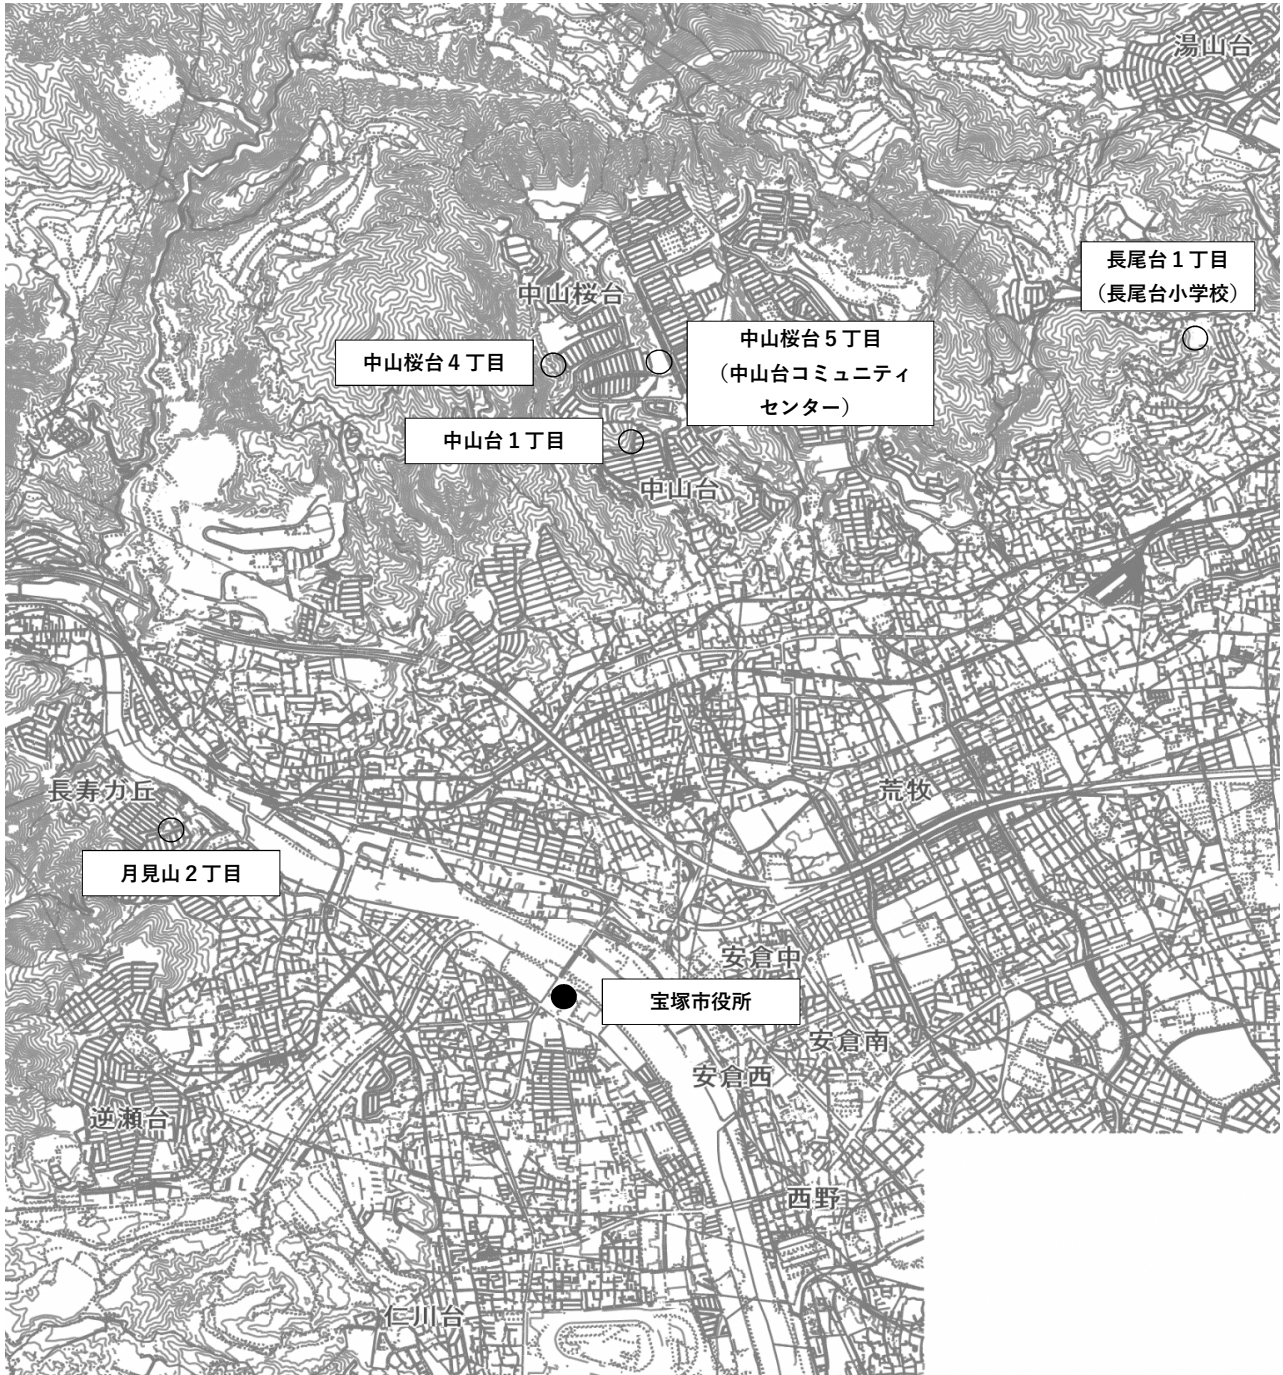 湯山台
長尾台１丁目
（長尾台小学校）
中山桜台
中山桜台５丁目
（中山台コミュニティ
センター）
中山桜台４丁目
中山台１丁目
中山台
長寿ガ丘
荒牧
月見山２丁目
安倉中
宝塚市役所
安倉南
安倉西
逆瀬台
西野
仁川台